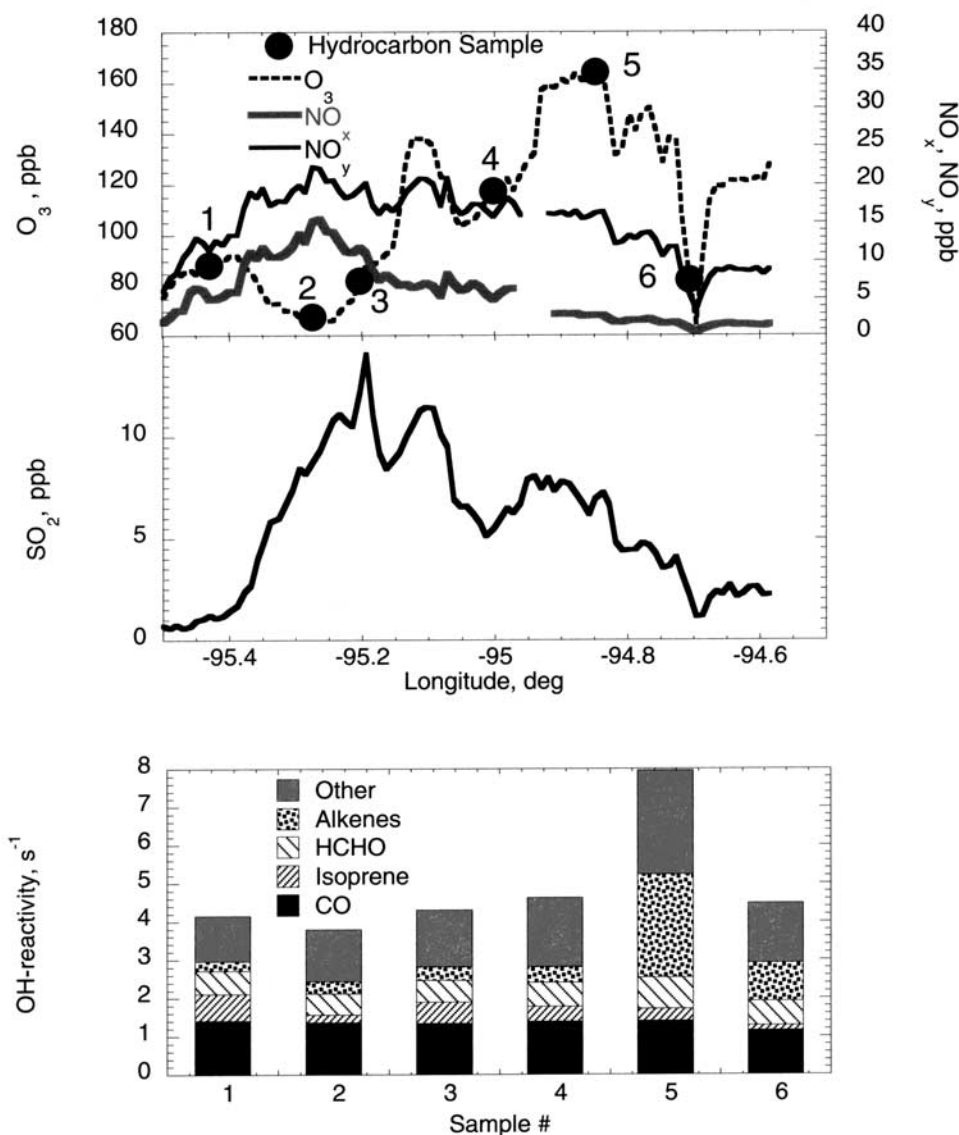 180
160
140
120
100
80
60
O3 , ppb
Hydrocarbon Sample
O3
NOx
NOy
1
2
3
4
5
6
40
35
30
25
20
15
10
5
0
NOx, NOy, ppb
10
5
0
SO2, ppb
-95.4 -95.2 -95 -94.8 -94.6
Longitude, deg
8
7
6
5
4
3
2
1
0
OH-reactivity, s-1
Other
Alkenes
HCHO
Isoprene
CO
1 2 3 4 5 6
Sample #